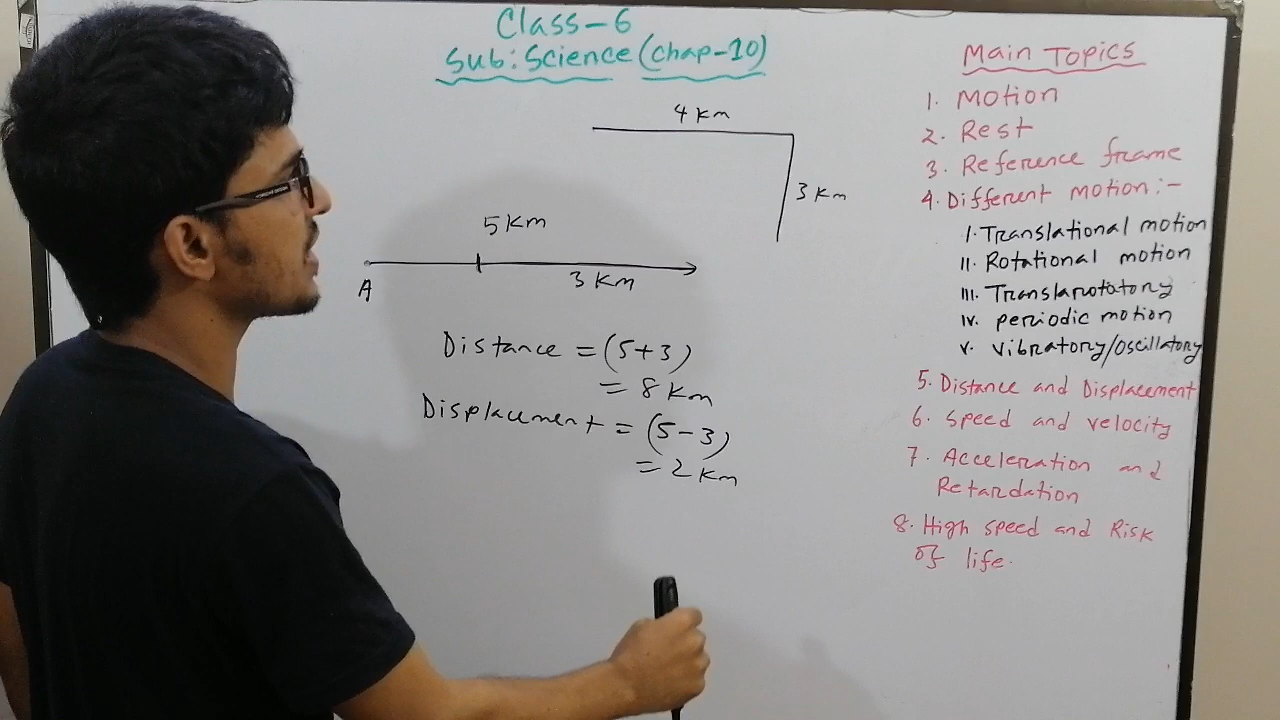 Class-6
Sub: Science (chap-10)
4 km
3 km
5 km
A
3 km
Distance = (5+3)
= 8 km
Displacement = (5-3)
= 2 km
Main Topics
1. Motion
2. Rest
3. Reference frame
4. Different motion:-
I. Translational motion
II. Rotational motion
III. Translarotatory
IV. periodic motion
V. vibratory/oscillatory
5. Distance and Displacement
6. Speed and velocity
7. Acceleration and
Retardation
8. High speed and Risk
of life.